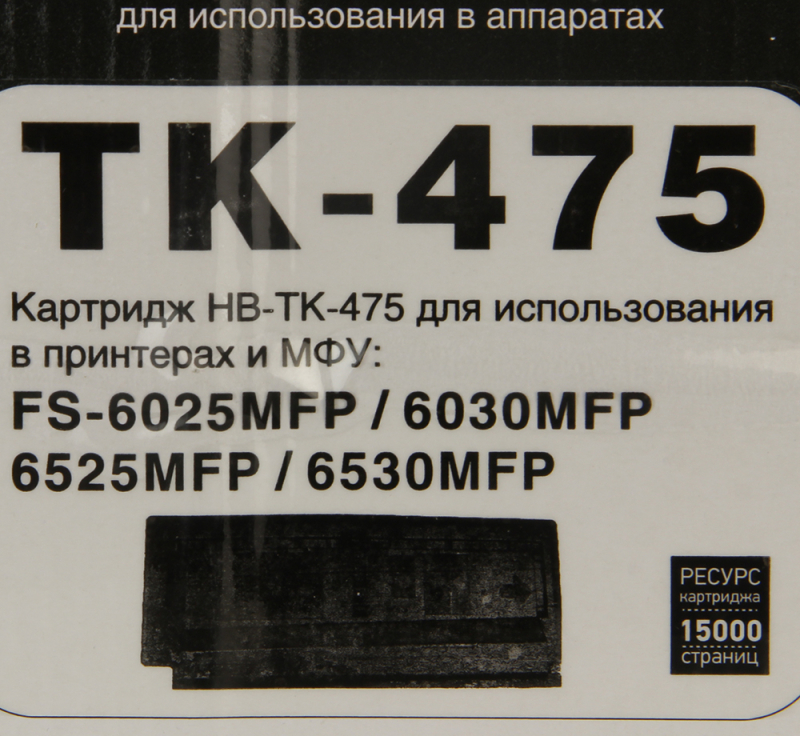 для использования в аппаратах
TK-475
Картридж HB-TK-475 для использования
в принтерах и МФУ:
FS-6025MFP / 6030MFP
6525MFP / 6530MFP
РЕСУРС
картриджа
15000
страниц